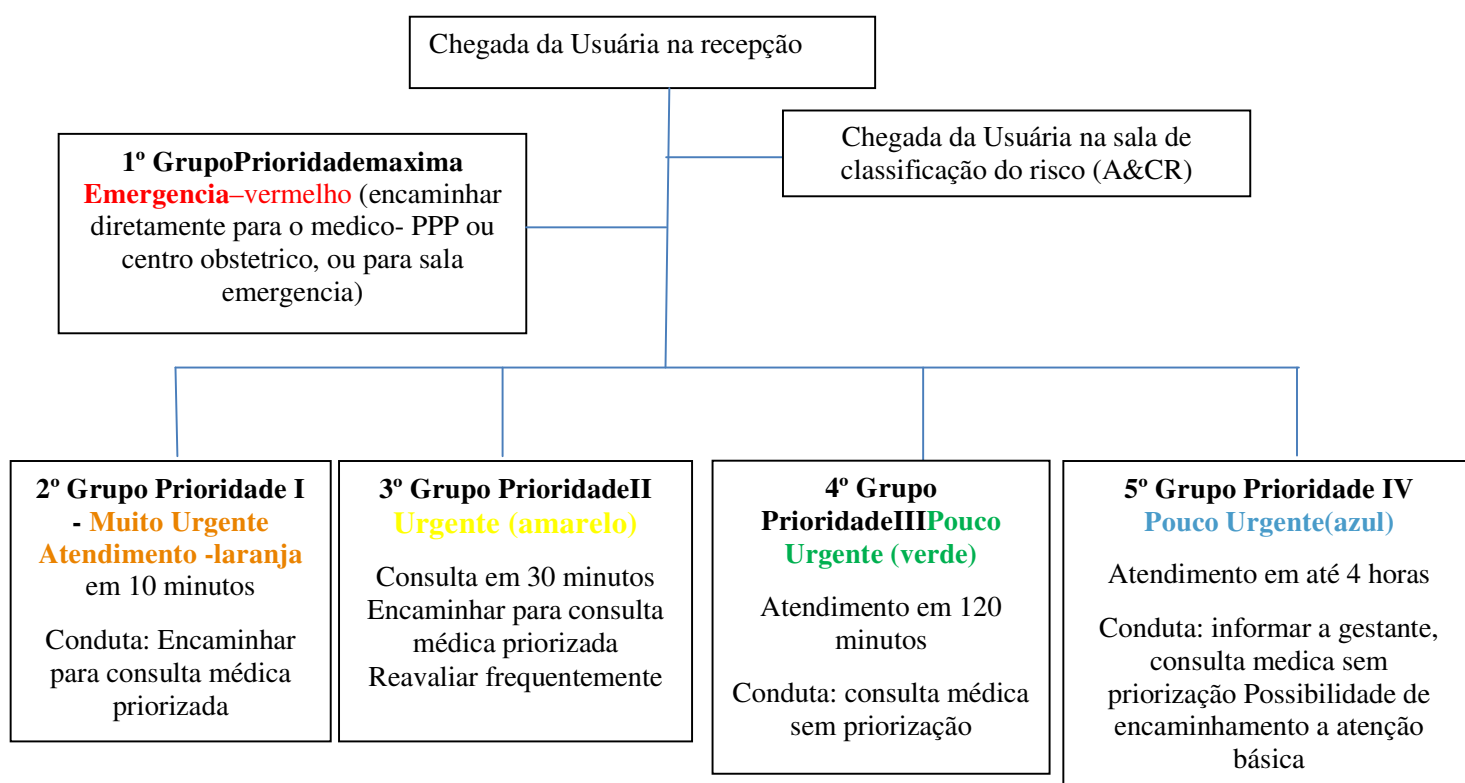 Chegada da Usuária na recepção
Chegada da Usuária na sala de
classificação do risco (A&CR)
1º GrupoPrioridademaxima
Emergencia–vermelho (encaminhar
diretamente para o medico- PPP ou
centro obstetrico, ou para sala
emergencia)
2º Grupo Prioridade I
- Muito Urgente
Atendimento -laranja
em 10 minutos
Conduta: Encaminhar
para consulta médica
priorizada
3º Grupo PrioridadeII
Urgente (amarelo)
Consulta em 30 minutos
Encaminhar para consulta
médica priorizada
Reavaliar frequentemente
4º Grupo
PrioridadeIIIPouco
Urgente (verde)
Atendimento em 120
minutos
Conduta: consulta médica
sem priorização
5º Grupo Prioridade IV
Pouco Urgente(azul)
Atendimento em até 4 horas
Conduta: informar a gestante,
consulta medica sem
priorização Possibilidade de
encaminhamento a atenção
básica